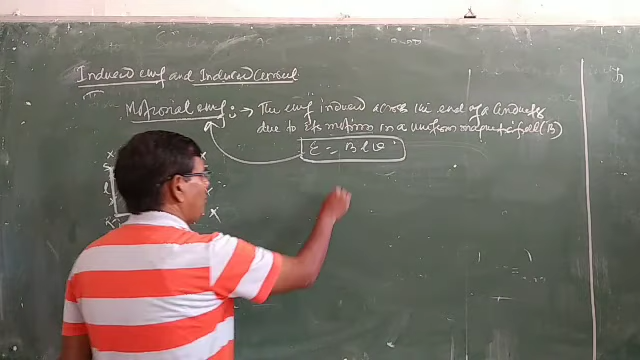 Induced emf and Induced Current
Motional emf :→ The emf induced across the end of a conductor
due to its motion in a uniform magnetic field (B)
ε = B l v
l